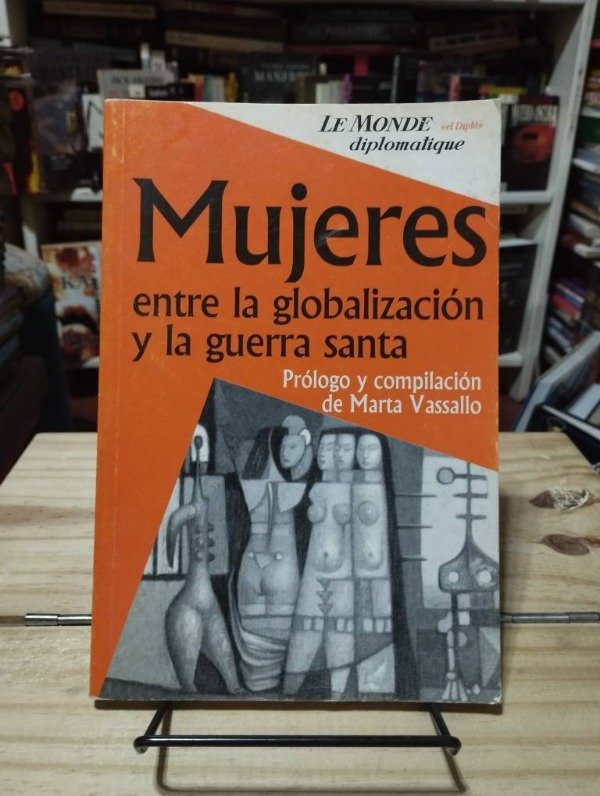 LE MONDE «el Dipló»
diplomatique
Mujeres
entre la globalización
y la guerra santa
Prólogo y compilación
de Marta Vassallo